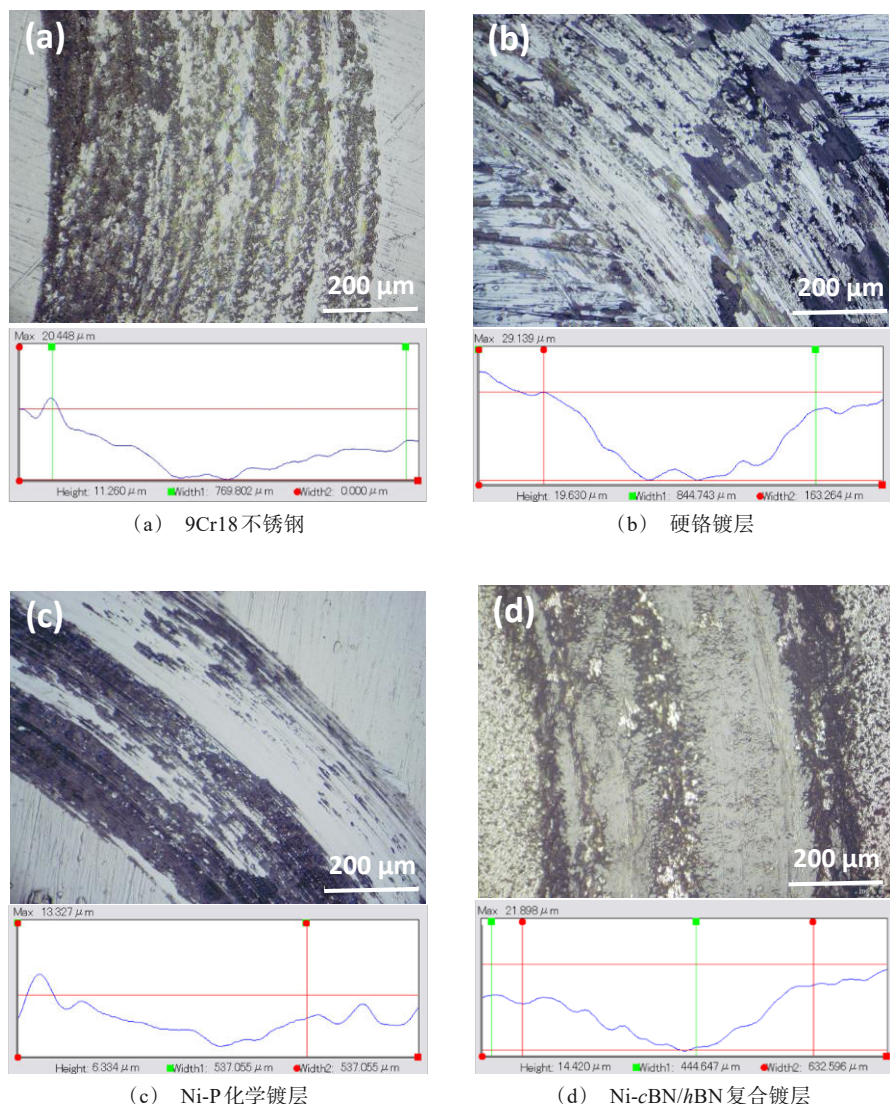 (a)
200 μm
Max 20.448 μm
Height: 11.260 μm Width1: 769.802 μm Width2: 0.000 μm
(a) 9Cr18不锈钢
(b)
200 μm
Max 29.139 μm
Height: 19.630 μm Width1: 844.743 μm Width2: 163.264 μm
(b) 硬铬镀层
(c)
200 μm
Max 13.327 μm
Height: 6.334 μm Width1: 537.055 μm Width2: 537.055 μm
(c) Ni-P化学镀层
(d)
200 μm
Max 21.898 μm
Height: 14.420 μm Width1: 444.647 μm Width2: 632.596 μm
(d) Ni-cBN/hBN复合镀层